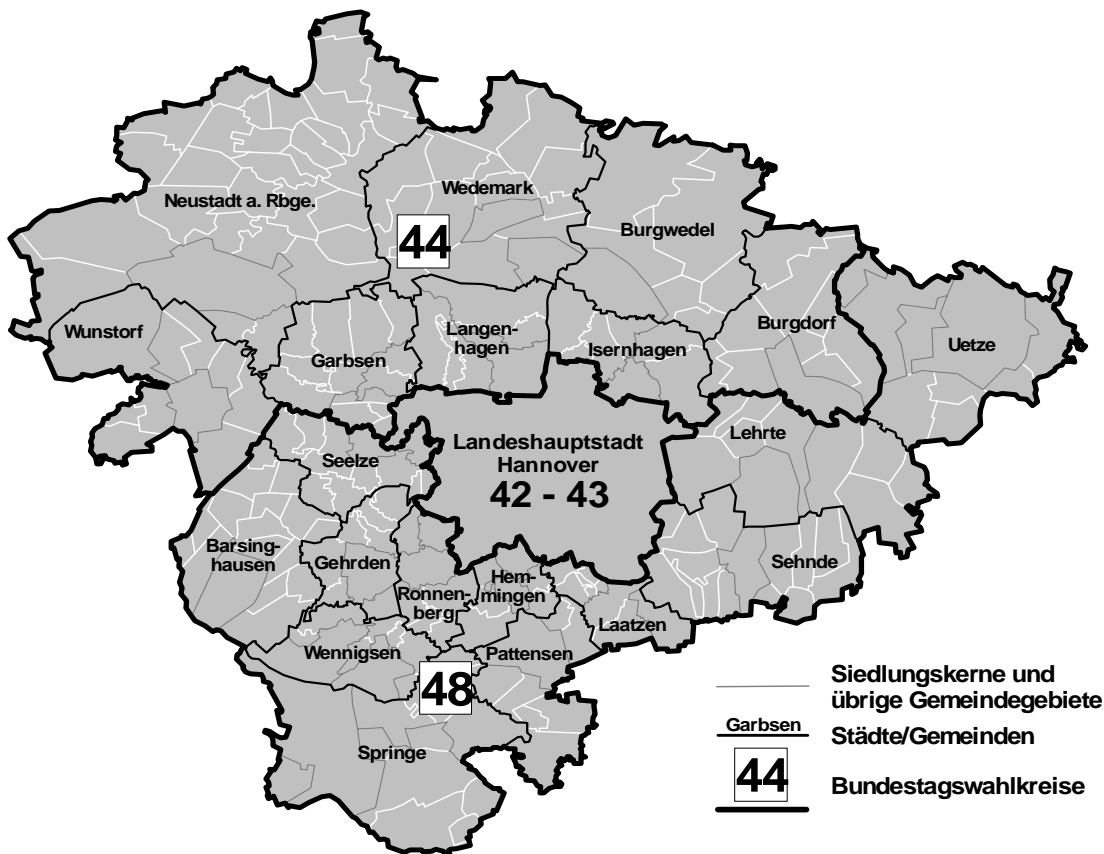 Neustadt a. Rbge.
Wedemark
44
Burgwedel
Wunstorf
Garbsen
Langen-
hagen
Isernhagen
Burgdorf
Uetze
Seelze
Landeshauptstadt
Hannover
42 - 43
Lehrte
Barsing-
hausen
Gehrden
Ronnen-
berg
Hem-
mingen
Sehnde
Laatzen
Wennigsen
Pattensen
48
Springe
Siedlungskerne und
übrige Gemeindegebiete
Garbsen
Städte/Gemeinden
44
Bundestagswahlkreise